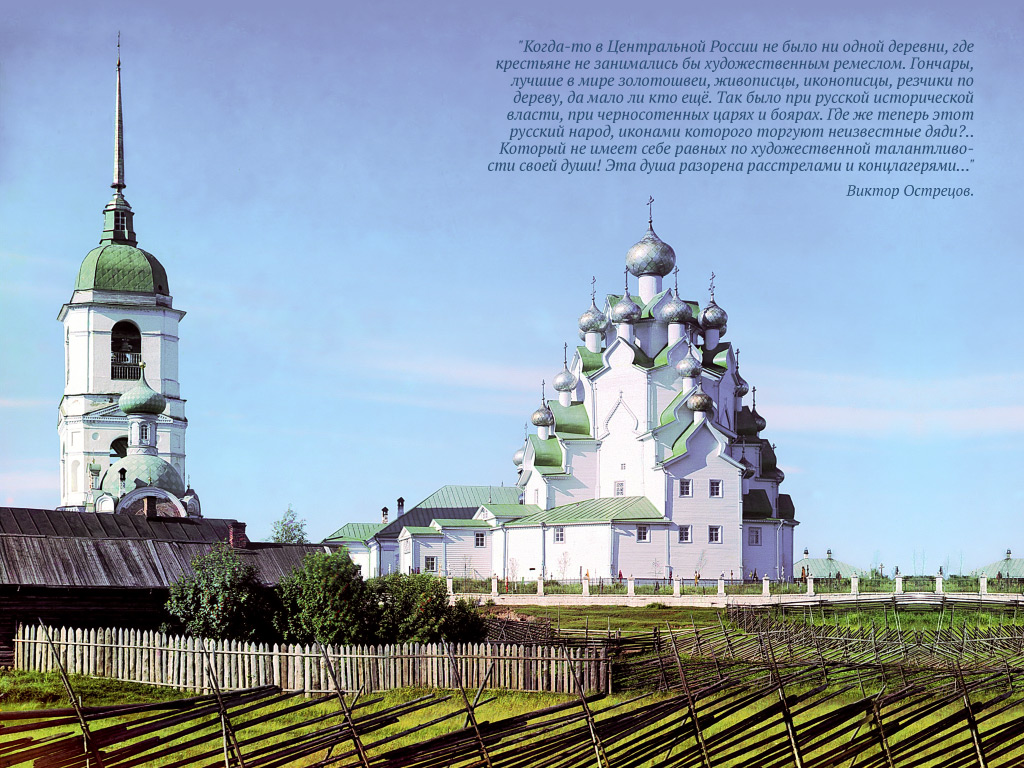 "Когда-то в Центральной России не было ни одной деревни, где
крестьяне не занимались бы художественным ремеслом. Гончары,
лучшие в мире золотошвеи, живописцы, иконописцы, резчики по
дереву, да мало ли кто ещё. Так было при русской исторической
власти, при черносотенных царях и боярах. Где же теперь этот
русский народ, иконами которого торгуют неизвестные дяди?..
Который не имеет себе равных по художественной талантливо-
сти своей души! Эта душа разорена расстрелами и концлагерями..."
Виктор Острецов.